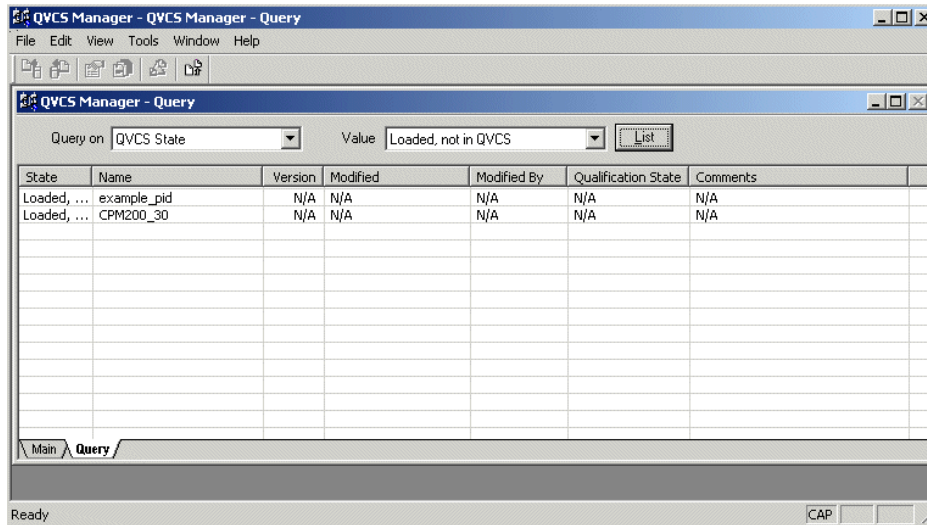 QVCS Manager - QVCS Manager - Query
File Edit View Tools Window Help
QVCS Manager - Query
Query on QVCS State Value Loaded, not in QVCS List
State Name Version Modified Modified By Qualification State Comments
Loaded, ... example_pid N/A N/A N/A N/A N/A
Loaded, ... CPM200_30 N/A N/A N/A N/A N/A
Main Query
Ready CAP